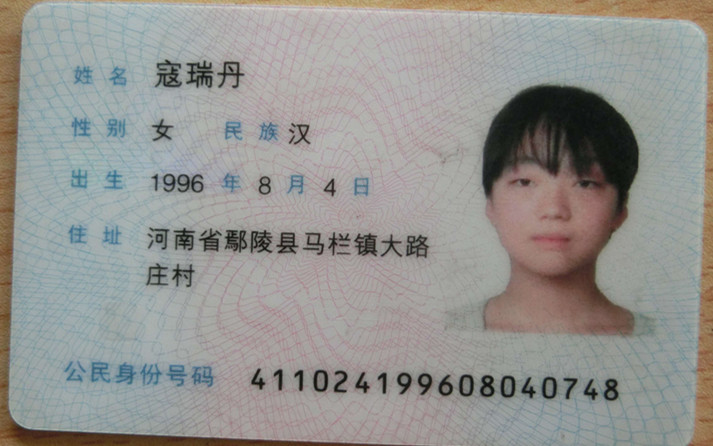 姓名 寇瑞丹
性别 女 民族 汉
出生 1996 年 8 月 4 日
住址 河南省鄢陵县马栏镇大路
庄村
公民身份号码 411024199608040748